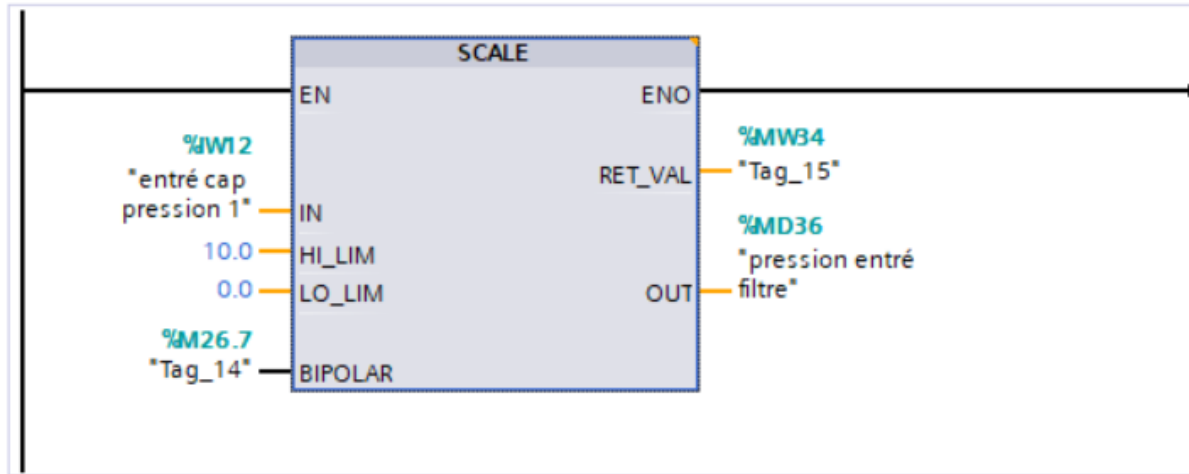 SCALE
EN
ENO
%IW12
"entré cap
pression 1"
IN
%MW34
"Tag_15"
RET_VAL
10.0
HI_LIM
0.0
LO_LIM
%MD36
"pression entré
filtre"
OUT
%M26.7
"Tag_14"
BIPOLAR